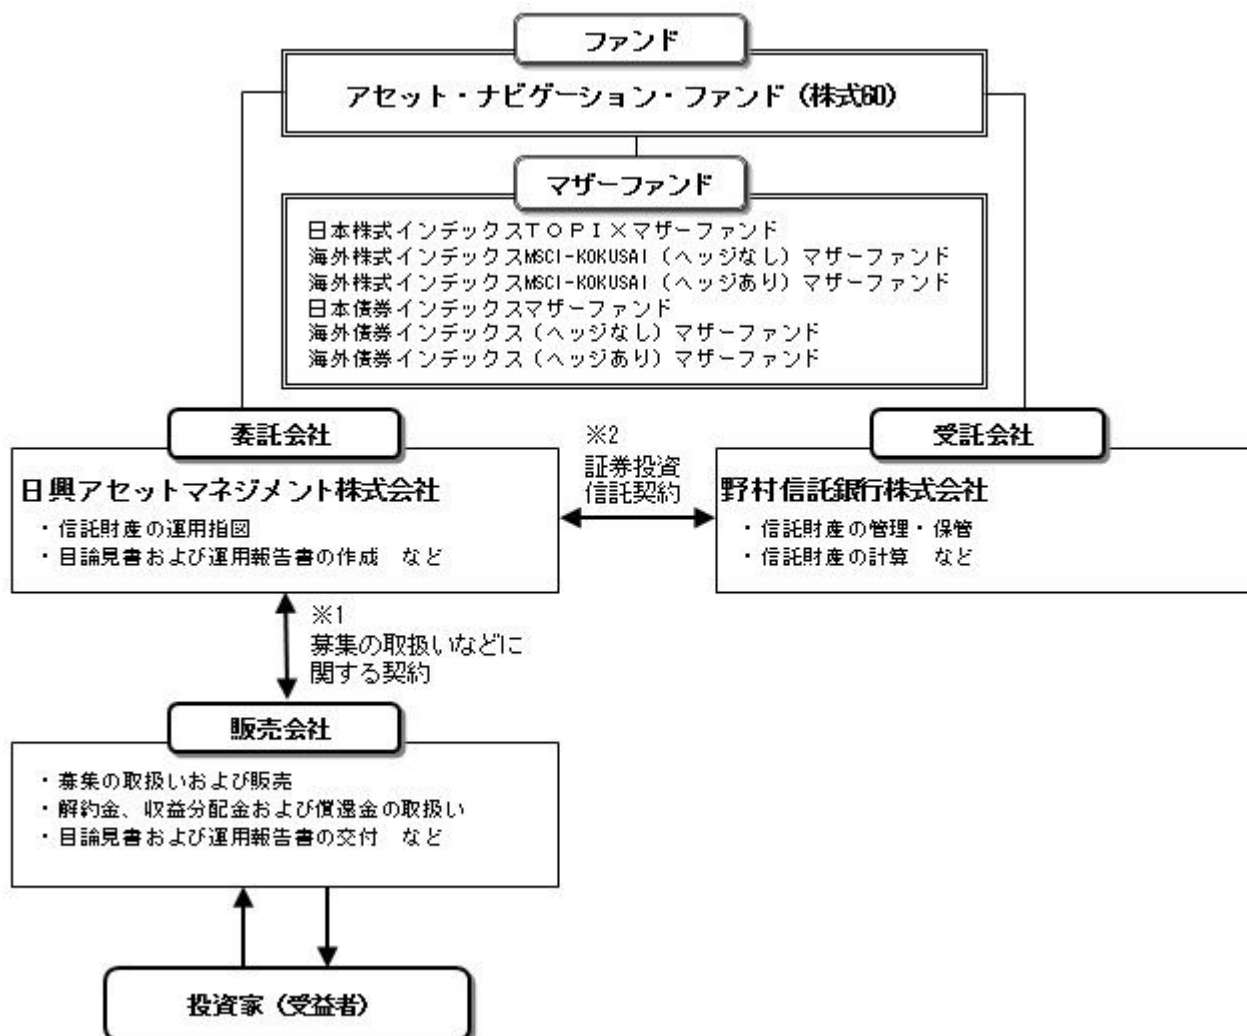 ファンド
アセット・ナビゲーション・ファンド（株式60）
マザーファンド
日本株式インデックスＴＯＰＩＸマザーファンド
海外株式インデックスMSCI-KOKUSAI（ヘッジなし）マザーファンド
海外株式インデックスMSCI-KOKUSAI（ヘッジあり）マザーファンド
日本債券インデックスマザーファンド
海外債券インデックス（ヘッジなし）マザーファンド
海外債券インデックス（ヘッジあり）マザーファンド
委託会社
日興アセットマネジメント株式会社
・信託財産の運用指図
・目論見書および運用報告書の作成　など
※2
証券投資
信託契約
受託会社
野村信託銀行株式会社
・信託財産の管理・保管
・信託財産の計算　など
※1
募集の取扱いなどに
関する契約
販売会社
・募集の取扱いおよび販売
・解約金、収益分配金および償還金の取扱い
・目論見書および運用報告書の交付　など
投資家（受益者）